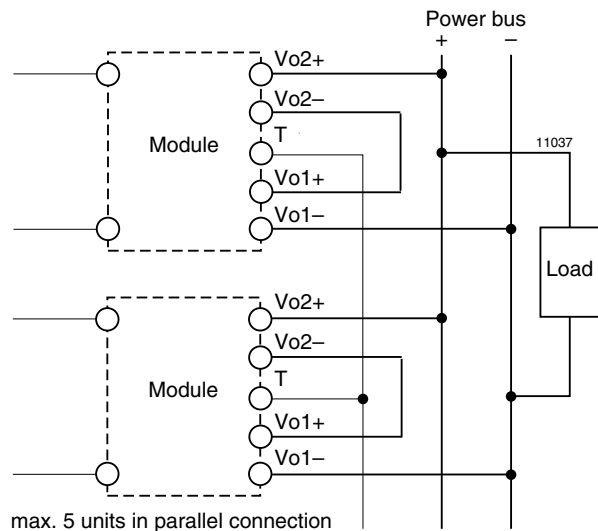 Power bus
+ −
Vo2+
Vo2−
T
Module
Vo1+
Vo1−
11037
Load
Vo2+
Vo2−
T
Module
Vo1+
Vo1−
max. 5 units in parallel connection